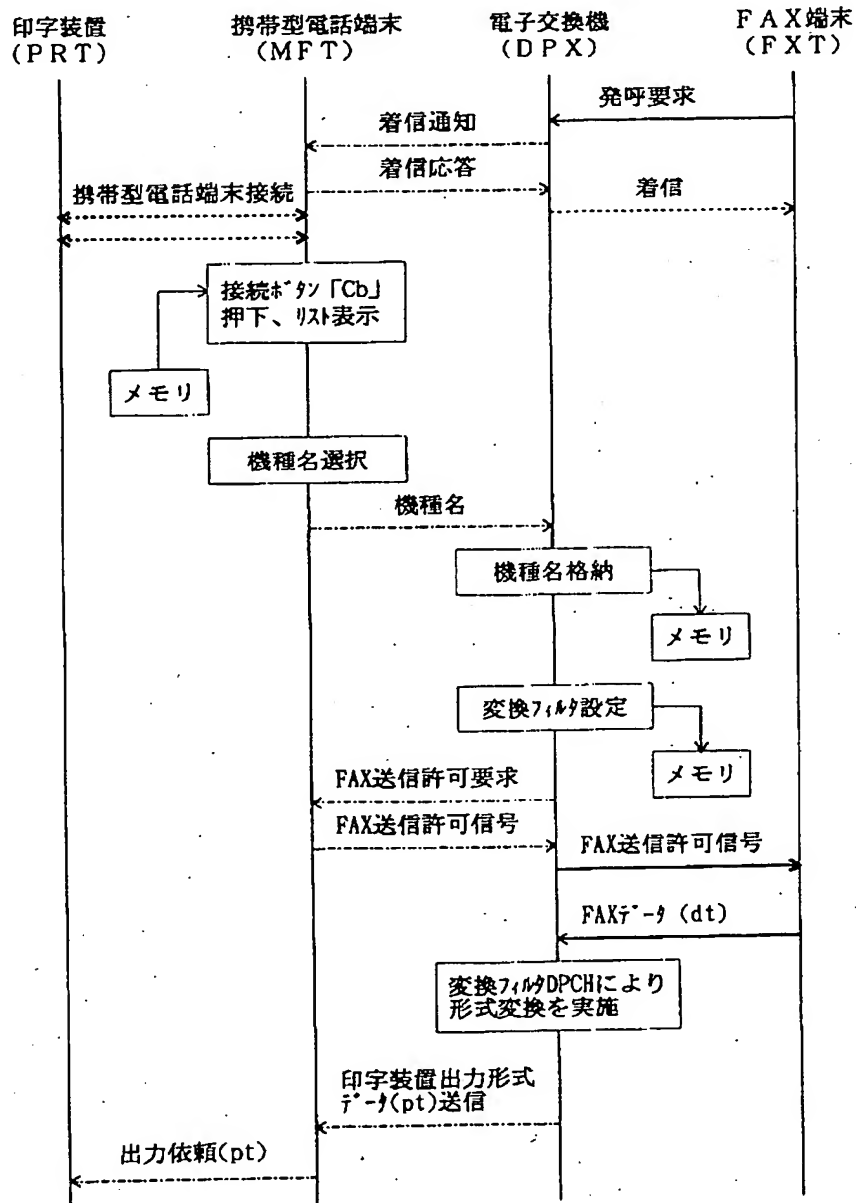 印字装置
(PRT)
携帯型電話端末
(MFT)
電子交換機
(DPX)
FAX端末
(FXT)
発呼要求
着信通知
着信応答
着信
携帯型電話端末接続
接続ボタン「Cb」
押下、リスト表示
メモリ
機種名選択
機種名
機種名格納
メモリ
変換フィルタ設定
メモリ
FAX送信許可要求
FAX送信許可信号
FAX送信許可信号
FAXデータ(dt)
変換フィルタDPCHにより
形式変換を実施
印字装置出力形式
データ(pt)送信
出力依頼(pt)